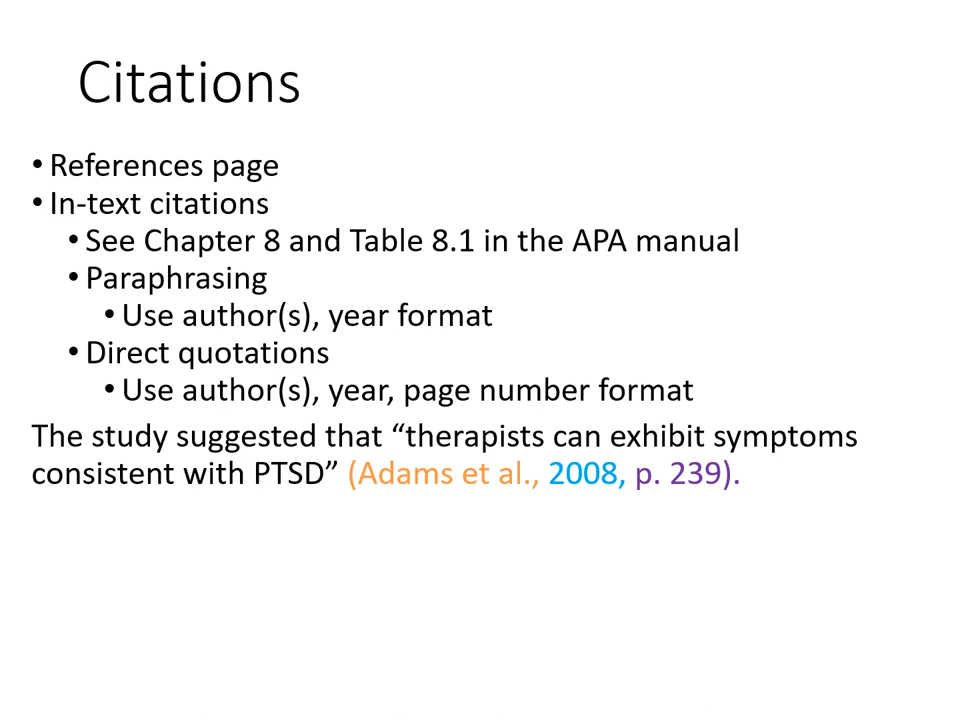 Citations
• References page
• In-text citations
• See Chapter 8 and Table 8.1 in the APA manual
• Paraphrasing
• Use author(s), year format
• Direct quotations
• Use author(s), year, page number format
The study suggested that “therapists can exhibit symptoms
consistent with PTSD” (Adams et al., 2008, p. 239).